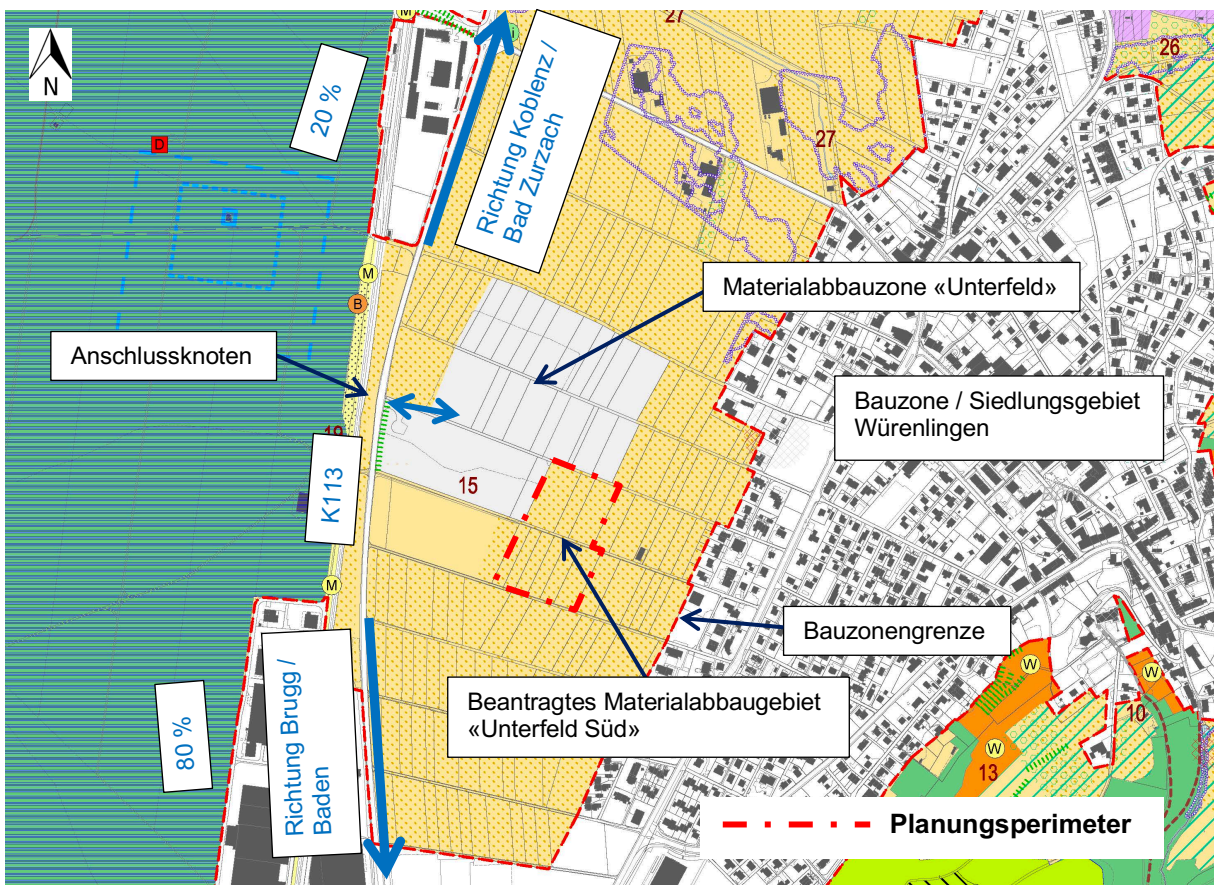 M
27
26
N
20 %
Richtung Koblenz /
Bad Zurzach
D
27
M
B
Materialabbauzone «Unterfeld»
Anschlussknoten
Bauzone / Siedlungsgebiet
Würenlingen
19
K113
15
M
Bauzonengrenze
Beantragtes Materialabbaugebiet
«Unterfeld Süd»
W
W
10
W
13
80 %
Richtung Brugg /
Baden
Planungsperimeter